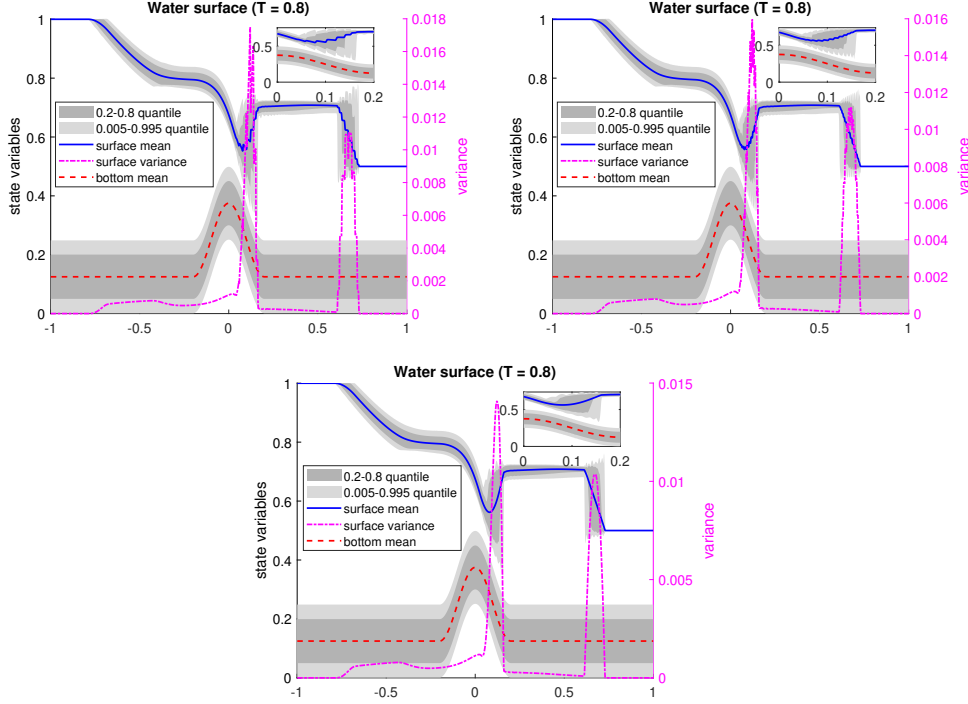 Water surface (T = 0.8)
1
0.8
0.6
0.4
0.2
0
state variables
-1
-0.5
0
0.5
1
0.018
0.016
0.014
0.012
0.01
0.008
0.006
0.004
0.002
0
variance
0.2-0.8 quantile
0.005-0.995 quantile
surface mean
surface variance
bottom mean
0.5
0
0
0.1
0.2
Water surface (T = 0.8)
1
0.8
0.6
0.4
0.2
0
state variables
-1
-0.5
0
0.5
1
0.016
0.014
0.012
0.01
0.008
0.006
0.004
0.002
0
variance
0.2-0.8 quantile
0.005-0.995 quantile
surface mean
surface variance
bottom mean
0.5
0
0
0.1
0.2
Water surface (T = 0.8)
1
0.8
0.6
0.4
0.2
0
state variables
-1
-0.5
0
0.5
1
0.015
0.01
0.005
0
variance
0.2-0.8 quantile
0.005-0.995 quantile
surface mean
surface variance
bottom mean
0.5
0
0
0.1
0.2